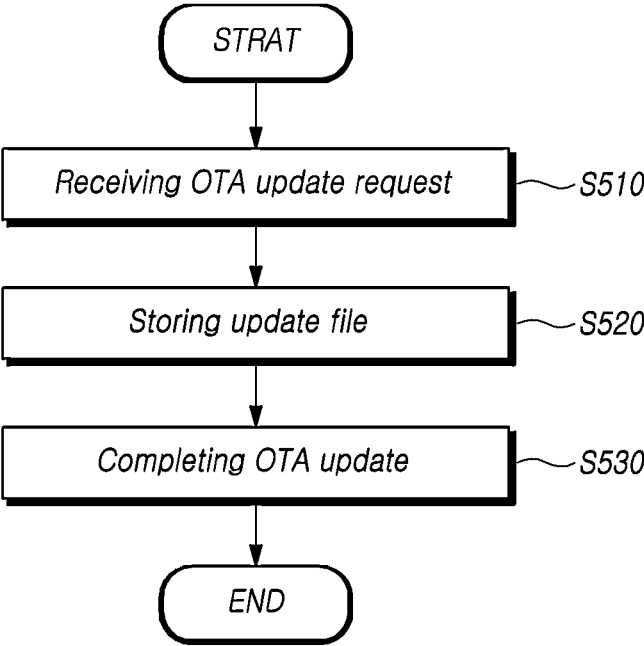 STRAT
Receiving OTA update request
S510
Storing update file
S520
Completing OTA update
S530
END